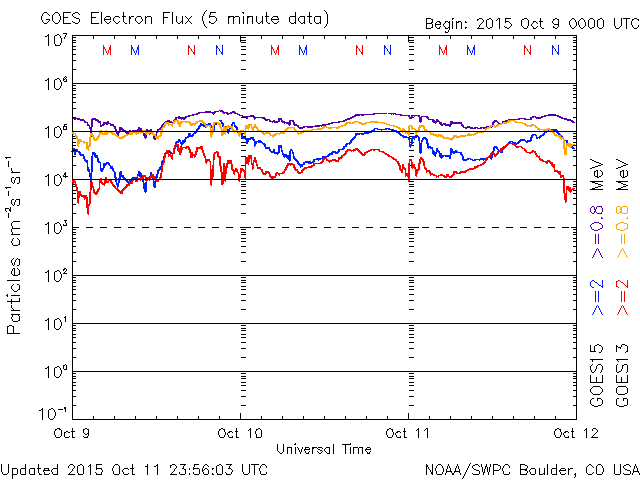 GOES Electron Flux (5 minute data)
Begin: 2015 Oct 9 0000 UTC
10⁷
M M N N M M N N M M N N
10⁶
10⁵
10⁴
10³
10²
10¹
10⁰
10⁻¹
Particles cm⁻²s⁻¹sr⁻¹
Oct 9 Oct 10 Oct 11 Oct 12
Universal Time
GOES15 >=2 >=0.8 MeV
GOES13 >=2 >=0.8 MeV
Updated 2015 Oct 11 23:56:03 UTC
NOAA/SWPC Boulder, CO USA